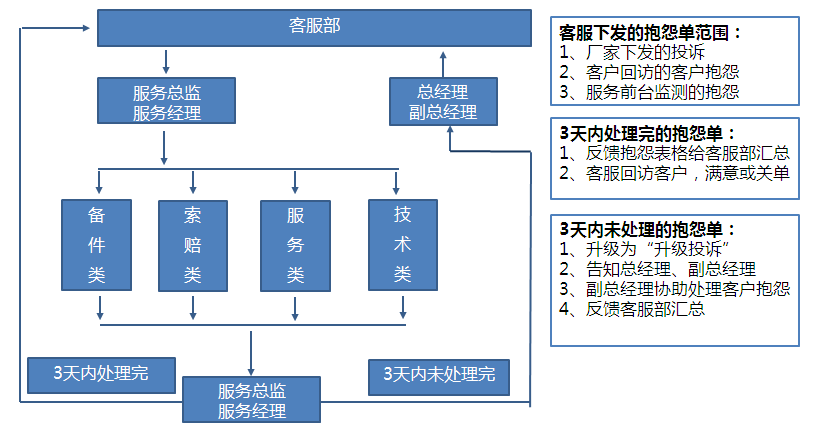 客服部
服务总监
服务经理
总经理
副总经理
备件类
索赔类
服务类
技术类
3天内处理完
3天内未处理完
服务总监
服务经理
客服下发的抱怨单范围：
1、厂家下发的投诉
2、客户回访的客户抱怨
3、服务前台监测的抱怨
3天内处理完的抱怨单：
1、反馈抱怨表格给客服部汇总
2、客服回访客户，满意或关单
3天内未处理的抱怨单：
1、升级为“升级投诉”
2、告知总经理、副总经理
3、副总经理协助处理客户抱怨
4、反馈客服部汇总